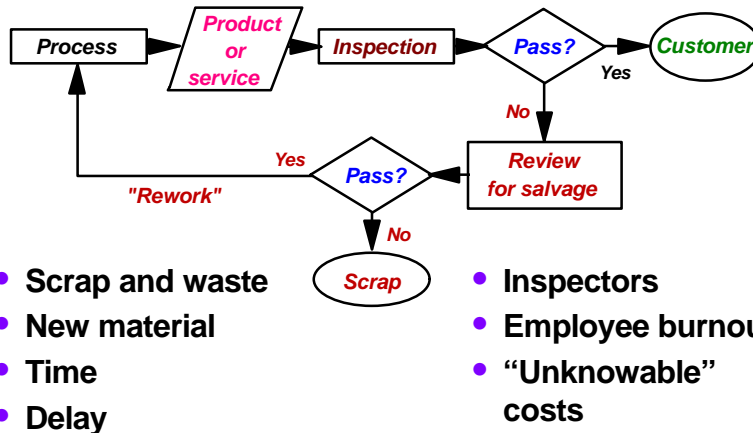 Process
Product
or
service
Inspection
Pass?
Customer
Yes
No
Review
for salvage
Pass?
Yes
"Rework"
No
Scrap
• Scrap and waste
• New material
• Time
• Delay
• Inspectors
• Employee burnou
• “Unknowable”
costs